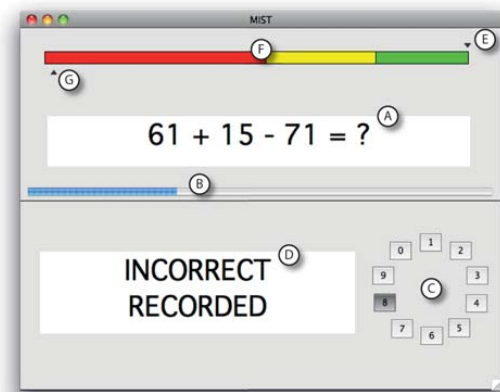 MIST
E
F
G
A
61 + 15 - 71 = ?
B
D
INCORRECT
RECORDED
C
0 1 2
9 3
8 4
7 6 5